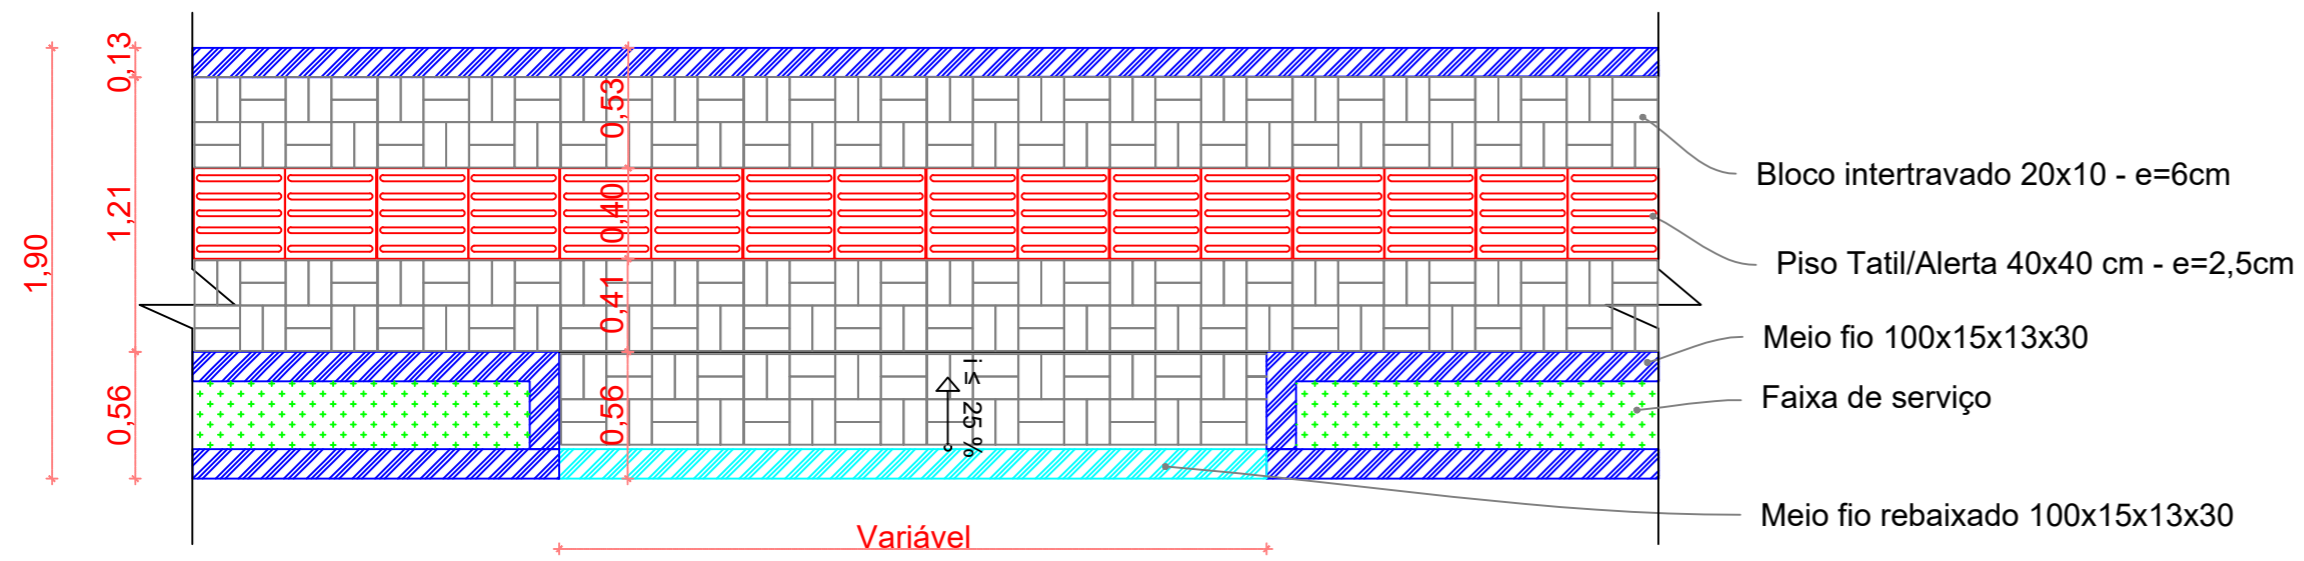 0,13
1,21
1,90
0,56
0,53
0,40
0,41
0,56
i< 25 %
Variável
Bloco intertravado 20x10 - e=6cm
Piso Tatil/Alerta 40x40 cm - e=2,5cm
Meio fio 100x15x13x30
Faixa de serviço
Meio fio rebaixado 100x15x13x30